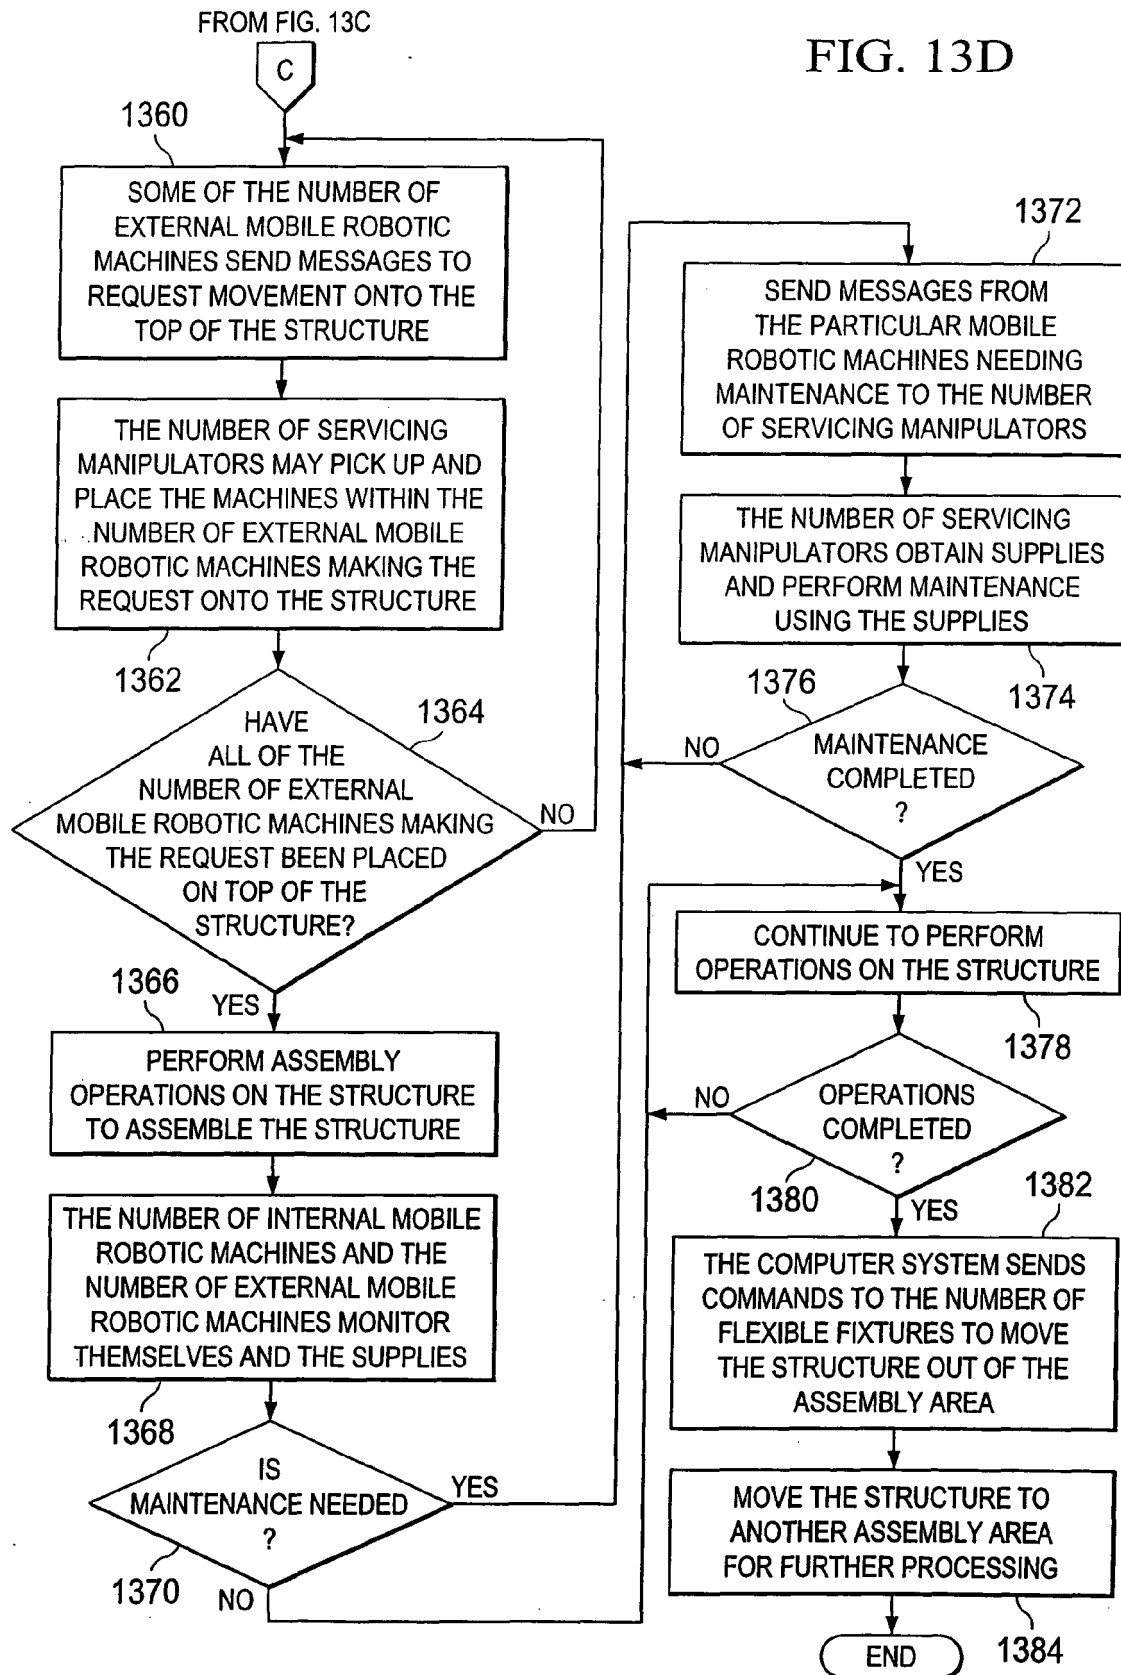 FROM FIG. 13C
C
FIG. 13D
1360
SOME OF THE NUMBER OF
EXTERNAL MOBILE ROBOTIC
MACHINES SEND MESSAGES TO
REQUEST MOVEMENT ONTO THE
TOP OF THE STRUCTURE
THE NUMBER OF SERVICING
MANIPULATORS MAY PICK UP AND
PLACE THE MACHINES WITHIN THE
NUMBER OF EXTERNAL MOBILE
ROBOTIC MACHINES MAKING THE
REQUEST ONTO THE STRUCTURE
1362
1364
HAVE
ALL OF THE
NUMBER OF EXTERNAL
MOBILE ROBOTIC MACHINES MAKING
THE REQUEST BEEN PLACED
ON TOP OF THE
STRUCTURE?
NO
YES
1366
PERFORM ASSEMBLY
OPERATIONS ON THE STRUCTURE
TO ASSEMBLE THE STRUCTURE
THE NUMBER OF INTERNAL MOBILE
ROBOTIC MACHINES AND THE
NUMBER OF EXTERNAL MOBILE
ROBOTIC MACHINES MONITOR
THEMSELVES AND THE SUPPLIES
1368
IS
MAINTENANCE NEEDED
?
YES
1370
NO
1372
SEND MESSAGES FROM
THE PARTICULAR MOBILE
ROBOTIC MACHINES NEEDING
MAINTENANCE TO THE NUMBER
OF SERVICING MANIPULATORS
THE NUMBER OF SERVICING
MANIPULATORS OBTAIN SUPPLIES
AND PERFORM MAINTENANCE
USING THE SUPPLIES
1374
1376
NO
MAINTENANCE
COMPLETED
?
YES
CONTINUE TO PERFORM
OPERATIONS ON THE STRUCTURE
1378
NO
OPERATIONS
COMPLETED
?
1380
YES
1382
THE COMPUTER SYSTEM SENDS
COMMANDS TO THE NUMBER OF
FLEXIBLE FIXTURES TO MOVE
THE STRUCTURE OUT OF THE
ASSEMBLY AREA
MOVE THE STRUCTURE TO
ANOTHER ASSEMBLY AREA
FOR FURTHER PROCESSING
1384
END